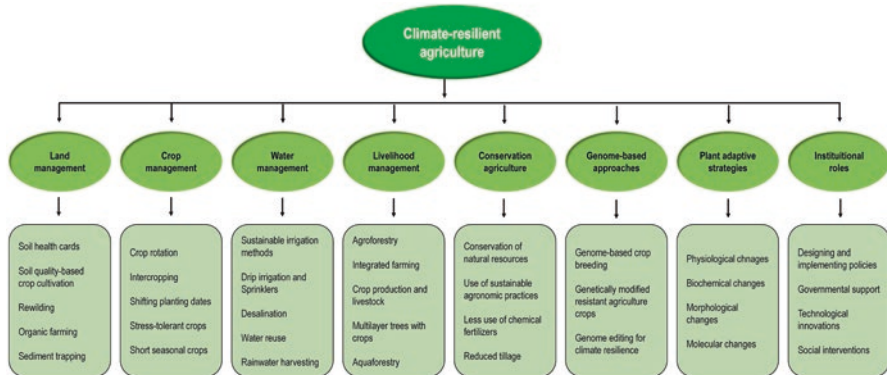 Climate-resilient
agriculture
Land
management
Crop
management
Water
management
Livelihood
management
Conservation
agriculture
Genome-based
approaches
Plant adaptive
strategies
Instituitional
roles
Soil health cards
Soil quality-based
crop cultivation
Rewilding
Organic farming
Sediment trapping
Crop rotation
Intercropping
Shifting planting dates
Stress-tolerant crops
Short seasonal crops
Sustainable irrigation
methods
Drip irrigation and
Sprinklers
Desalination
Water reuse
Rainwater harvesting
Agroforestry
Integrated farming
Crop production and
livestock
Multilayer trees with
crops
Aquaforestry
Conservation of
natural resources
Use of sustainable
agronomic practices
Less use of chemical
fertilizers
Reduced tillage
Genome-based crop
breeding
Genetically modified
resistant agriculture
crops
Genome editing for
climate resilience
Physiological chnages
Biochemical changes
Morphological
changes
Molecular changes
Designing and
implementing policies
Governmental support
Technological
innovations
Social interventions